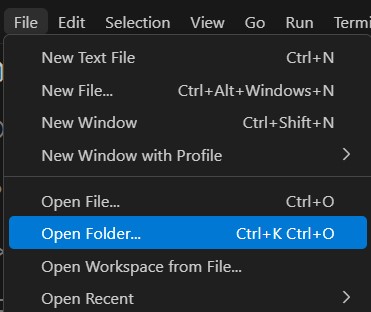 File Edit Selection View Go Run Termi
New Text File Ctrl+N
New File... Ctrl+Alt+Windows+N
New Window Ctrl+Shift+N
New Window with Profile
Open File... Ctrl+O
Open Folder... Ctrl+K Ctrl+O
Open Workspace from File...
Open Recent